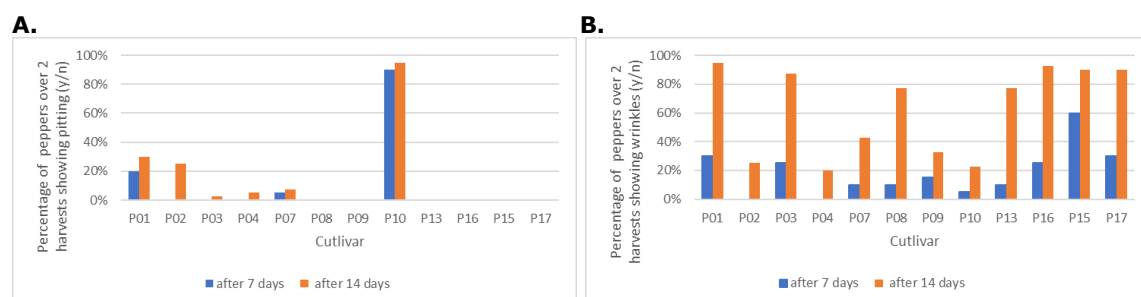 A.
Percentage of peppers over 2
harvests showing pitting (y/n)
100%
80%
60%
40%
20%
0%
P01 P02 P03 P04 P07 P08 P09 P10 P13 P16 P15 P17
Cutlivar
after 7 days after 14 days
B.
Percentage of peppers over 2
harvests showing wrinkles (y/n)
100%
80%
60%
40%
20%
0%
P01 P02 P03 P04 P07 P08 P09 P10 P13 P16 P15 P17
Cutlivar
after 7 days after 14 days